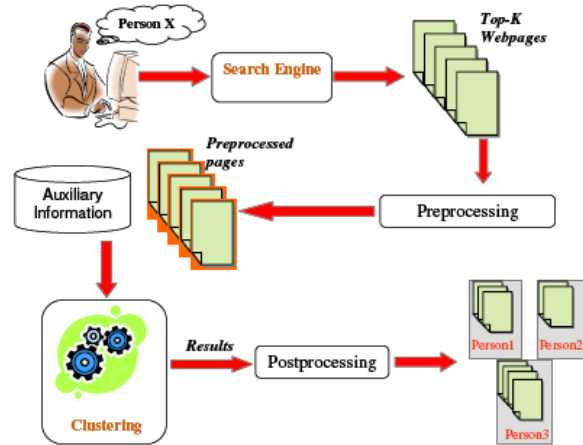 Person X
Search Engine
Top-K
Webpages
Preprocessed
pages
Auxiliary
Information
Preprocessing
Clustering
Results
Postprocessing
Person1
Person2
Person3